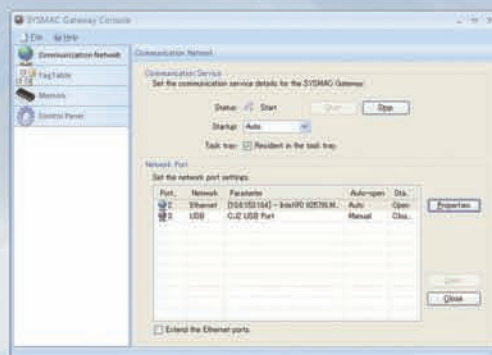 SYSMAC Gateway Console
File Help
Communication Network
TagTable
Memory
Control Panel
Communication Network
Communication Service
Set the communication service details for the SYSMAC Gateway.
Status: Start
Stop
Startup: Auto
Task tray: Resident in the task tray.
Network Port
Set the network port settings.
Port. Network Parameter Auto-open Sta..
2 Ethernet Auto Open
USB CJ2 USB Port Manual Clos..
Properties
Open
Close
Extend the Ethernet ports.